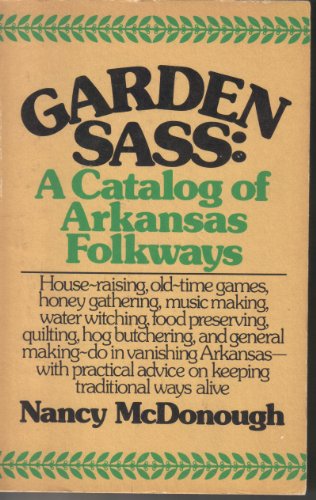 GARDEN
SASS:
A Catalog of
Arkansas
Folkways
House-raising, old-time games,
honey gathering, music making,
water witching, food preserving,
quilting, hog butchering, and general
making-do in vanishing Arkansas—
with practical advice on keeping
traditional ways alive
Nancy McDonough